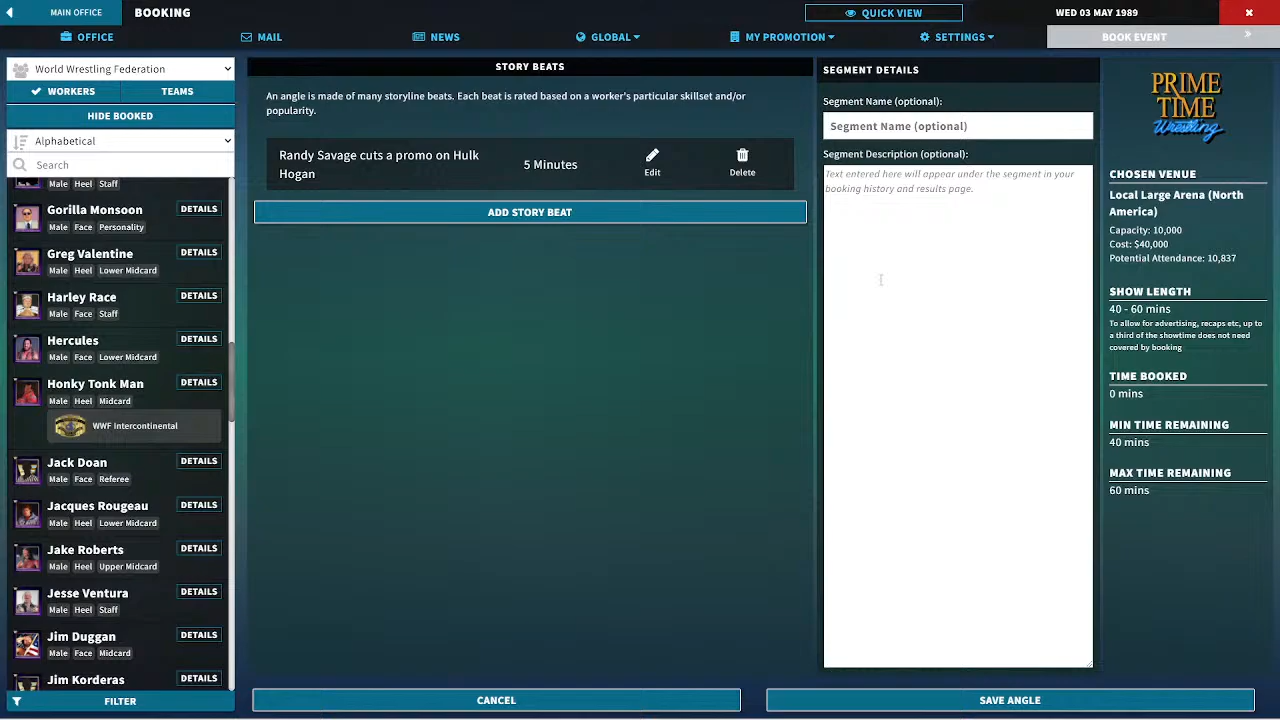 MAIN OFFICE
BOOKING
QUICK VIEW
WED 03 MAY 1989
OFFICE
MAIL
NEWS
GLOBAL
MY PROMOTION
SETTINGS
BOOK EVENT
World Wrestling Federation
WORKERS
TEAMS
HIDE BOOKED
Alphabetical
Search
Male Heel Staff
Gorilla Monsoon
DETAILS
Male Face Personality
Greg Valentine
DETAILS
Male Heel Lower Midcard
Harley Race
DETAILS
Male Face Staff
Hercules
DETAILS
Male Face Lower Midcard
Honky Tonk Man
DETAILS
Male Heel Midcard
WWF Intercontinental
Jack Doan
DETAILS
Male Face Referee
Jacques Rougeau
DETAILS
Male Heel Lower Midcard
Jake Roberts
DETAILS
Male Heel Upper Midcard
Jesse Ventura
DETAILS
Male Heel Staff
Jim Duggan
DETAILS
Male Face Midcard
Jim Korderas
DETAILS
FILTER
STORY BEATS
An angle is made of many storyline beats. Each beat is rated based on a worker's particular skillset and/or
popularity.
Randy Savage cuts a promo on Hulk
Hogan
5 Minutes
Edit
Delete
ADD STORY BEAT
CANCEL
SEGMENT DETAILS
Segment Name (optional):
Segment Name (optional)
Segment Description (optional):
Text entered here will appear under the segment in your
booking history and results page.
SAVE ANGLE
PRIME
TIME
Wrestling
CHOSEN VENUE
Local Large Arena (North
America)
Capacity: 10,000
Cost: $40,000
Potential Attendance: 10,837
SHOW LENGTH
40 - 60 mins
To allow for advertising, recaps etc, up to
a third of the showtime does not need
covered by booking
TIME BOOKED
0 mins
MIN TIME REMAINING
40 mins
MAX TIME REMAINING
60 mins